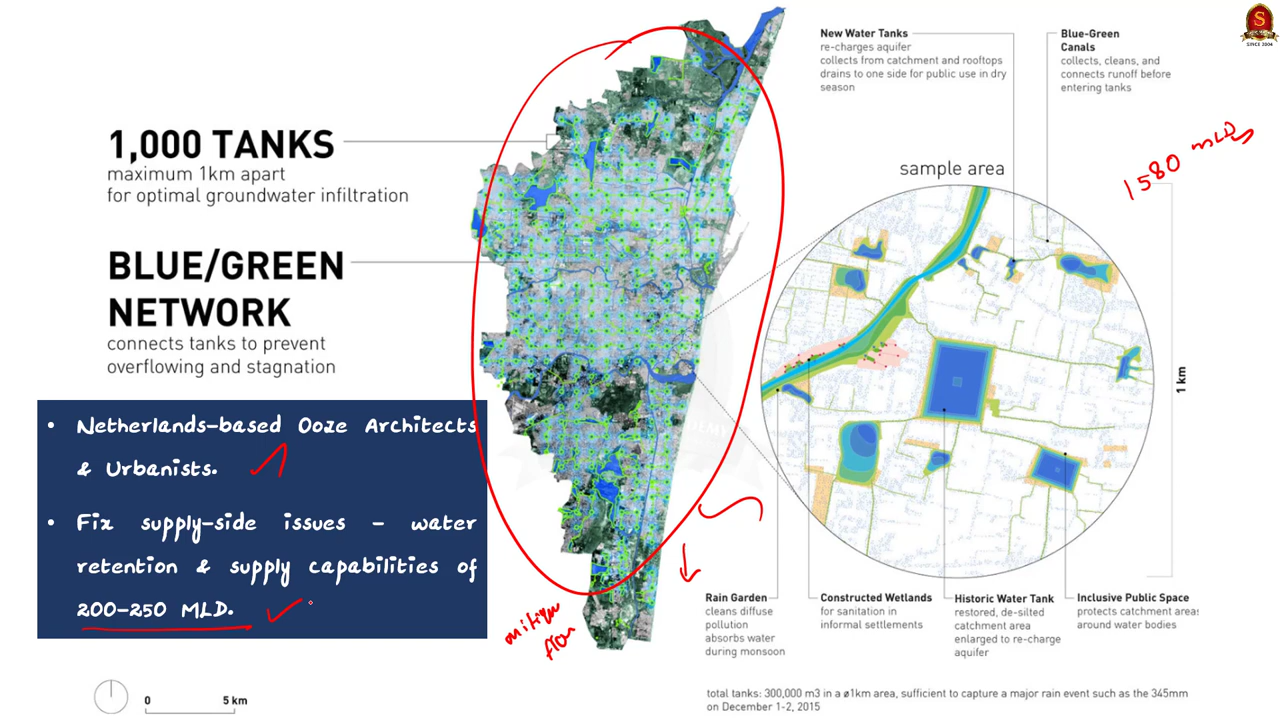 1,000 TANKS
maximum 1km apart
for optimal groundwater infiltration
BLUE/GREEN
NETWORK
connects tanks to prevent
overflowing and stagnation
• Netherlands-based Ooze Architects
& Urbanists.
• Fix supply-side issues - water
retention & supply capabilities of
200-250 MLD.
0 5 km
New Water Tanks
re-charges aquifer
collects from catchment and rooftops
drains to one side for public use in dry
season
Blue-Green
Canals
collects, cleans, and
connects runoff before
entering tanks
S
SINCE 2004
1580 MLD
sample area
1 km
Rain Garden
cleans diffuse
pollution
absorbs water
during monsoon
Constructed Wetlands
for sanitation in
informal settlements
Historic Water Tank
restored, de-silted
catchment area
enlarged to re-charge
aquifer
Inclusive Public Space
protects catchment areas
around water bodies
total tanks: 300,000 m3 in a ø1km area, sufficient to capture a major rain event such as the 345mm
on December 1-2, 2015